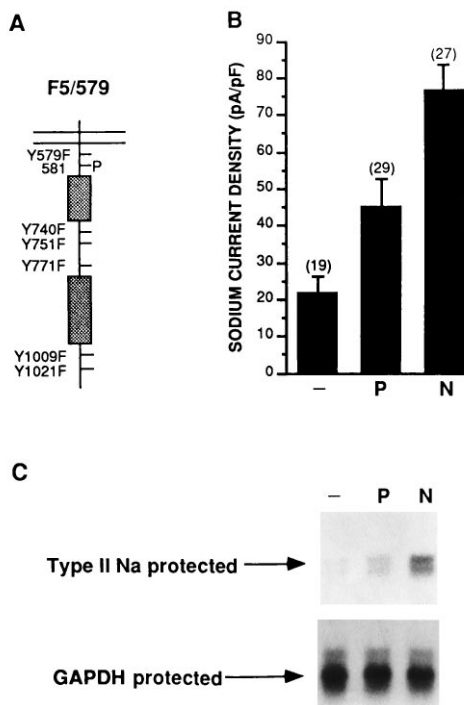 A
F5/579
Y579F
581 P
Y740F
Y751F
Y771F
Y1009F
Y1021F
B
SODIUM CURRENT DENSITY (pA/pF)
90
80
70
60
50
40
30
20
10
0
(19)
(29)
(27)
– P N
C
– P N
Type II Na protected
GAPDH protected